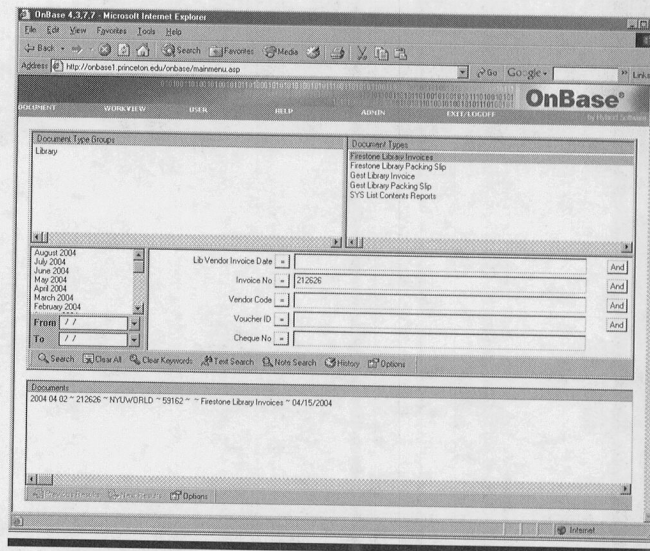 OnBase 4.3.7.7 - Microsoft Internet Explorer
File Edit View Favorites Tools Help
Back Search Favorites Media
Address http://onbase1.princeton.edu/onbase/mainmenu.asp Go Google Links
OnBase®
by Hyland Software
DOCUMENT WORKVIEW USER HELP ADMIN EXIT/LOGOFF
Document Type Groups
Library
Document Types
Firestone Library Invoices
Firestone Library Packing Slip
Gest Library Invoice
Gest Library Packing Slip
SYS List Contents Reports
August 2004
July 2004
June 2004
May 2004
April 2004
March 2004
February 2004
From / /
To / /
Lib Vendor Invoice Date = And
Invoice No = 212626 And
Vendor Code = And
Voucher ID = And
Cheque No =
Search Clear All Clear Keywords Text Search Note Search History Options
Documents
2004 04 02 ~ 212626 ~ NYUWORLD ~ 59162 ~ ~ Firestone Library Invoices ~ 04/15/2004
Options
Internet